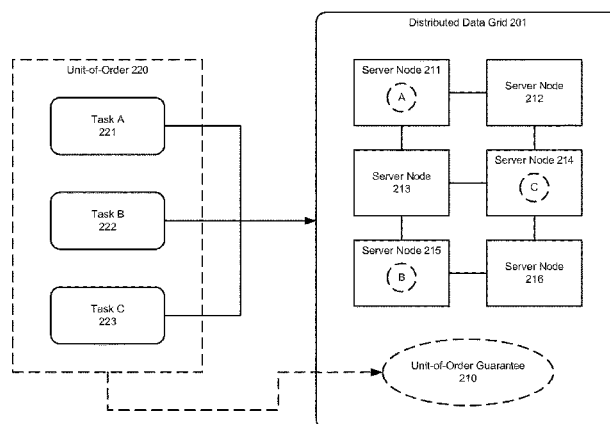 Unit-of-Order 220
Task A
221
Task B
222
Task C
223
Distributed Data Grid 201
Server Node 211
A
Server Node
212
Server Node
213
Server Node 214
C
Server Node 215
B
Server Node
216
Unit-of-Order Guarantee
210